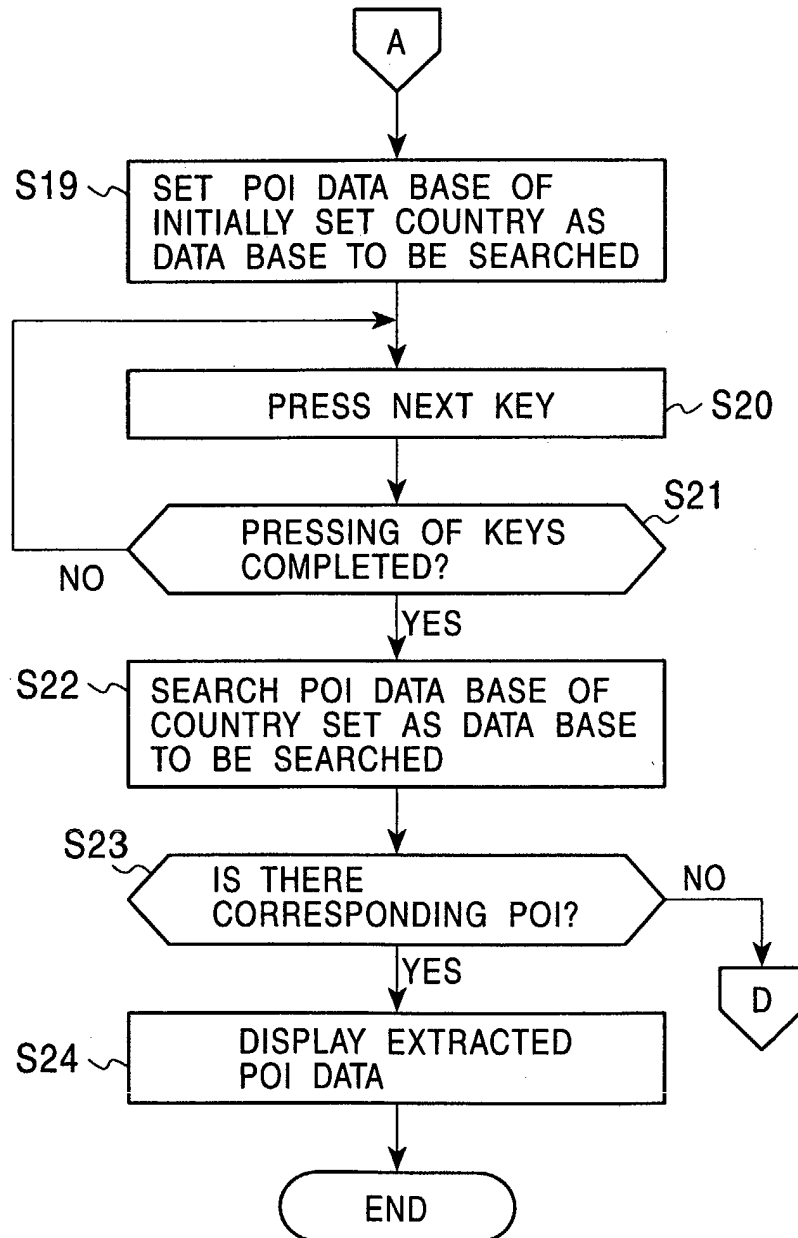 A
S19
SET POI DATA BASE OF
INITIALLY SET COUNTRY AS
DATA BASE TO BE SEARCHED
PRESS NEXT KEY
S20
S21
PRESSING OF KEYS
COMPLETED?
NO
YES
S22
SEARCH POI DATA BASE OF
COUNTRY SET AS DATA BASE
TO BE SEARCHED
S23
IS THERE
CORRESPONDING POI?
NO
YES
D
S24
DISPLAY EXTRACTED
POI DATA
END